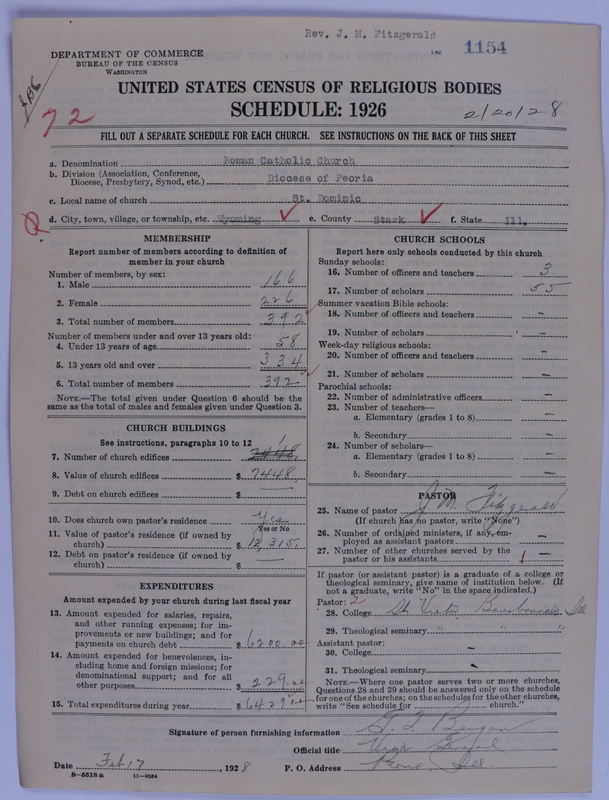 Rev. J. M. Fitzgerald
1154
DEPARTMENT OF COMMERCE
BUREAU OF THE CENSUS
WASHINGTON
UNITED STATES CENSUS OF RELIGIOUS BODIES
SCHEDULE: 1926
72
2/20/28
FILL OUT A SEPARATE SCHEDULE FOR EACH CHURCH. SEE INSTRUCTIONS ON THE BACK OF THIS SHEET
a. Denomination Roman Catholic Church
b. Division (Association, Conference,
Diocese, Presbytery, Synod, etc.) Diocese of Peoria
c. Local name of church St. Dominic
d. City, town, village, or township, etc. Wyoming e. County Stark f. State Ill.
MEMBERSHIP
Report number of members according to definition of
member in your church
Number of members, by sex:
1. Male 166
2. Female 226
3. Total number of members 392
Number of members under and over 13 years old:
4. Under 13 years of age 58
5. 13 years old and over 334
6. Total number of members 392
NOTE.—The total given under Question 6 should be the
same as the total of males and females given under Question 3.
CHURCH BUILDINGS
See instructions, paragraphs 10 to 12
7. Number of church edifices 1 7448
8. Value of church edifices $ 7448.
9. Debt on church edifices $ —
10. Does church own pastor's residence Yes
Yes or No
11. Value of pastor's residence (if owned by
church) $ 12,315.
12. Debt on pastor's residence (if owned by
church) $ —
EXPENDITURES
Amount expended by your church during last fiscal year
13. Amount expended for salaries, repairs,
and other running expenses; for im-
provements or new buildings; and for
payments on church debt $ 6200.00
14. Amount expended for benevolences, in-
cluding home and foreign missions; for
denominational support; and for all
other purposes $ 229.00
15. Total expenditures during year $ 6429.00
CHURCH SCHOOLS
Report here only schools conducted by this church
Sunday schools:
16. Number of officers and teachers 3
17. Number of scholars 55
Summer vacation Bible schools:
18. Number of officers and teachers —
19. Number of scholars —
Week-day religious schools:
20. Number of officers and teachers —
21. Number of scholars —
Parochial schools:
22. Number of administrative officers —
23. Number of teachers—
a. Elementary (grades 1 to 8) —
b. Secondary —
24. Number of scholars—
a. Elementary (grades 1 to 8) —
b. Secondary —
PASTOR
25. Name of pastor J. M. Fitzgerald
(If church has no pastor, write "None")
26. Number of ordained ministers, if any, em-
ployed as assistant pastors —
27. Number of other churches served by the
pastor or his assistants 1 —
If pastor (or assistant pastor) is a graduate of a college or
theological seminary, give name of institution below. (If
not a graduate, write "No" in the space indicated.)
Pastor: 2
28. College St. Bourbonnais Ill
29. Theological seminary " "
Assistant pastor:
30. College —
31. Theological seminary
NOTE.—Where one pastor serves two or more churches,
Questions 28 and 29 should be answered only on the schedule
for one of the churches; on the schedules for the other churches,
write "See schedule for church."
Signature of person furnishing information
Official title
Date Feb 17, 1928 P. O. Address Peoria, Ill.
8—5518 a 11—9064